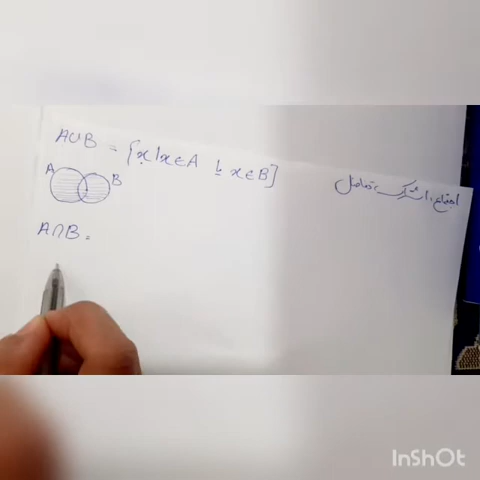 A∪B = {x|x∈A یا x∈B}
اجتماع، اشتراک، تفاضل
A
B
A∩B =
InShOt